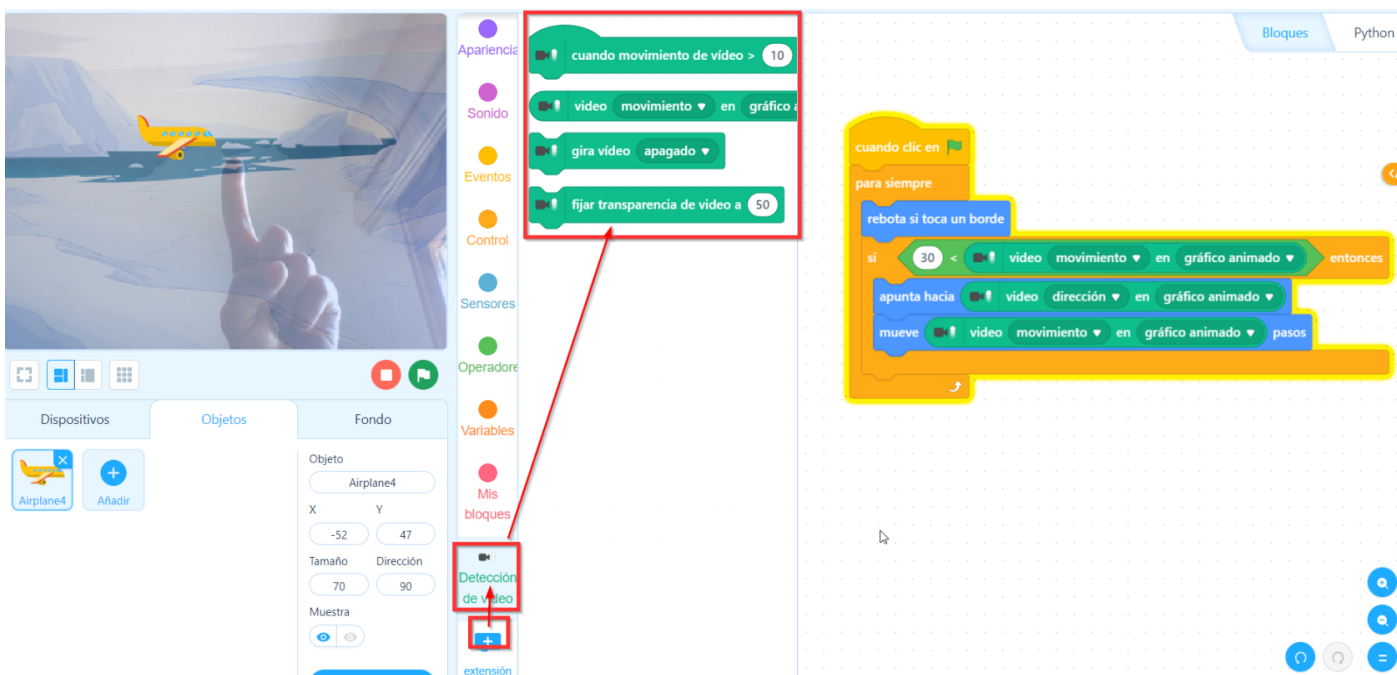 Apariencia
Sonido
Eventos
Control
Sensores
Operadore
Variables
Mis
bloques
Detección
de vídeo
extensión
cuando movimiento de vídeo > 10
video movimiento en gráfico a
gira vídeo apagado
fijar transparencia de video a 50
Bloques Python
cuando clic en
para siempre
rebota si toca un borde
si 30 < video movimiento en gráfico animado entonces
apunta hacia video dirección en gráfico animado
mueve video movimiento en gráfico animado pasos
Dispositivos Objetos Fondo
Airplane4
Añadir
Objeto
Airplane4
X Y
-52 47
Tamaño Dirección
70 90
Muestra